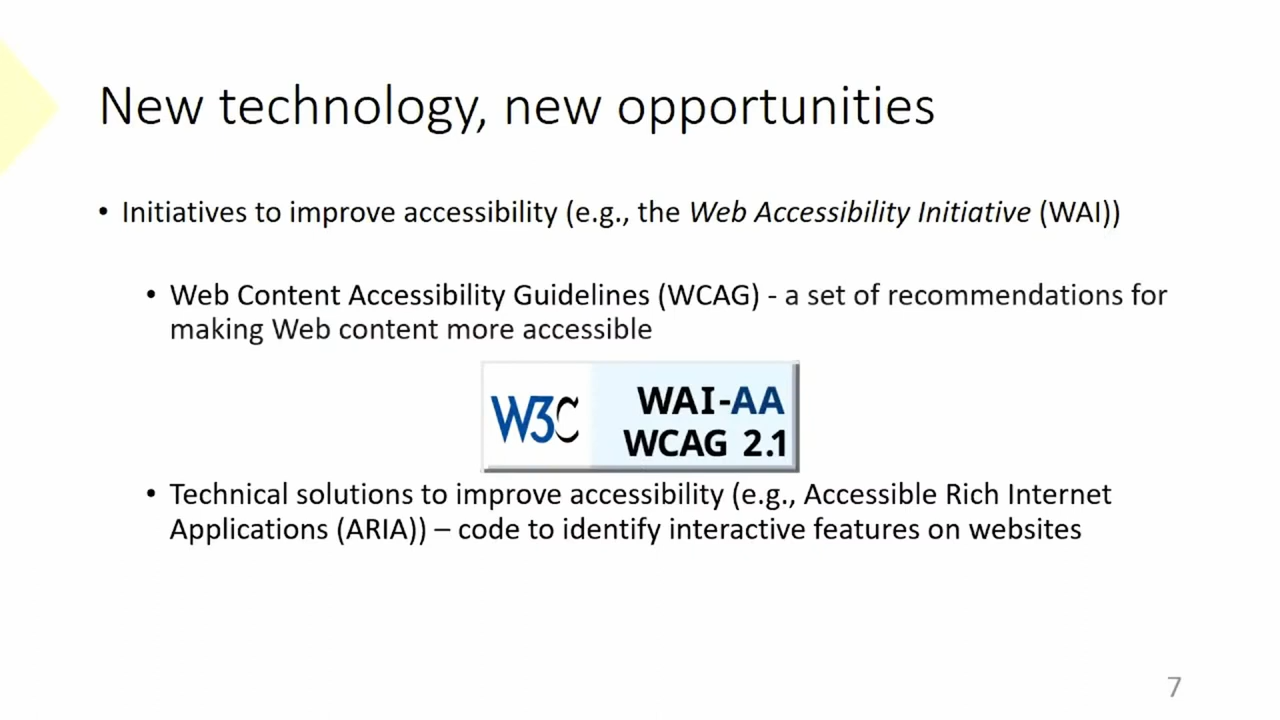 New technology, new opportunities
• Initiatives to improve accessibility (e.g., the Web Accessibility Initiative (WAI))
• Web Content Accessibility Guidelines (WCAG) - a set of recommendations for
making Web content more accessible
W3C WAI-AA
WCAG 2.1
• Technical solutions to improve accessibility (e.g., Accessible Rich Internet
Applications (ARIA)) – code to identify interactive features on websites
7